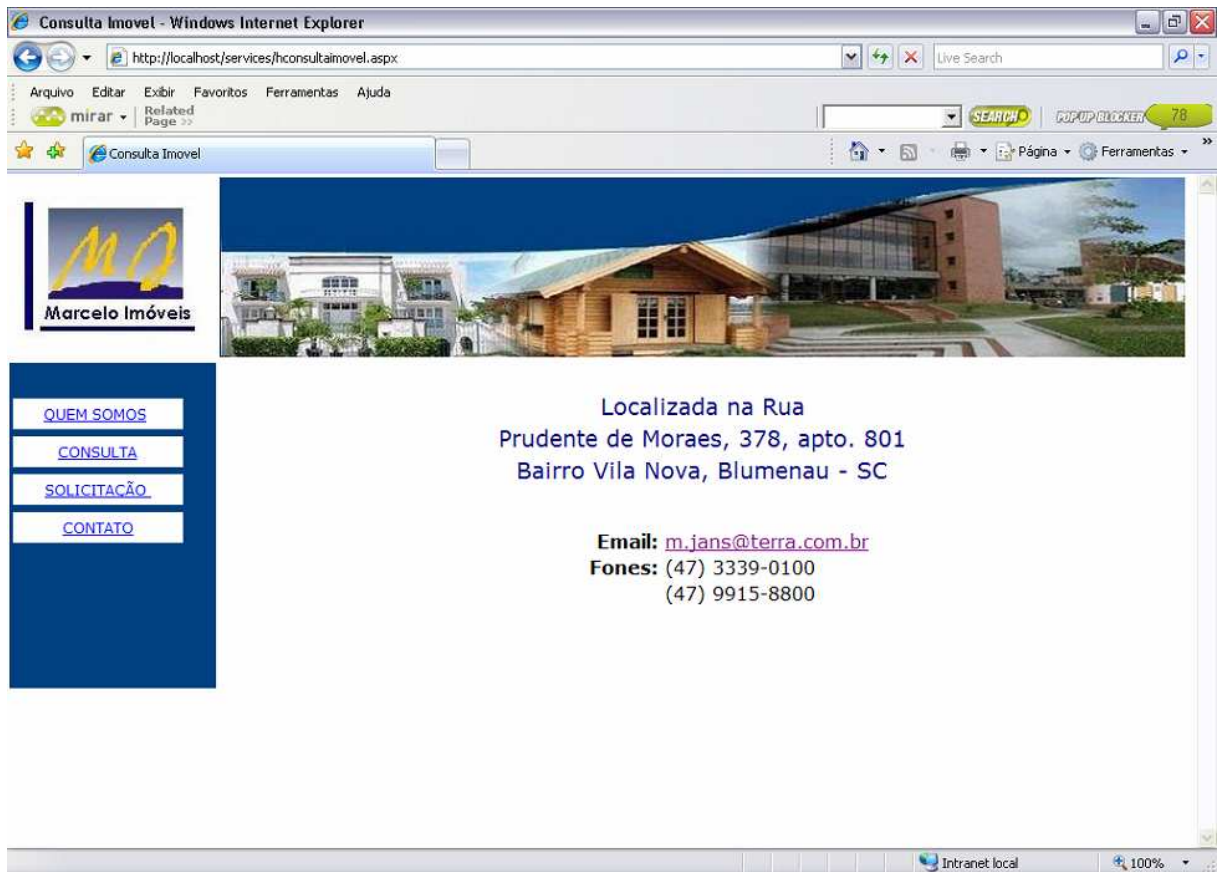 Consulta Imovel - Windows Internet Explorer
http://localhost/services/hconsultaimovel.aspx
Live Search
Arquivo Editar Exibir Favoritos Ferramentas Ajuda
mirar Related Page >>
SEARCH POPUP BLOCKER 78
Consulta Imovel
Página Ferramentas »
MJ
Marcelo Imóveis
QUEM SOMOS
CONSULTA
SOLICITAÇÃO
CONTATO
Localizada na Rua
Prudente de Moraes, 378, apto. 801
Bairro Vila Nova, Blumenau - SC
Email: m.jans@terra.com.br
Fones: (47) 3339-0100
(47) 9915-8800
Intranet local 100%